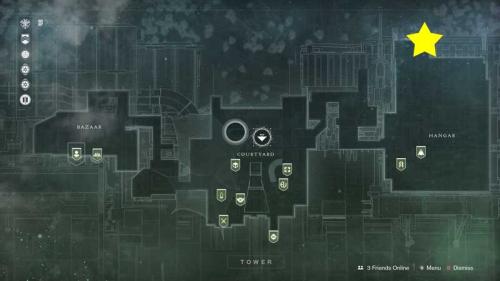 BAZAAR
HANGAR
COURTYARD
TOWER
3 Friends Online
Menu
Dismiss